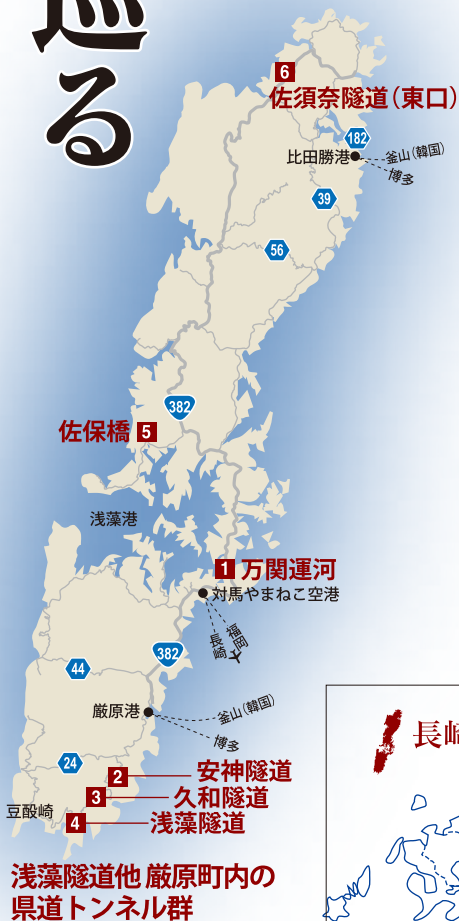 巡る
6
佐須奈隧道（東口）
182
比田勝港
釜山（韓国）
博多
39
56
382
佐保橋 5
浅藻港
1 万関運河
対馬やまねこ空港
長崎
福岡
382
44
厳原港
釜山（韓国）
博多
24
2 安神隧道
3 久和隧道
豆酘崎
4 浅藻隧道
浅藻隧道他 厳原町内の
県道トンネル群
長崎